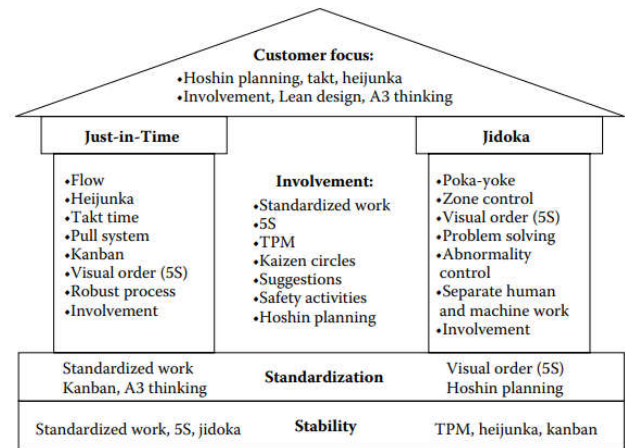 Customer focus:
•Hoshin planning, takt, heijunka
•Involvement, Lean design, A3 thinking
Just-in-Time
•Flow
•Heijunka
•Takt time
•Pull system
•Kanban
•Visual order (5S)
•Robust process
•Involvement
Involvement:
•Standardized work
•5S
•TPM
•Kaizen circles
•Suggestions
•Safety activities
•Hoshin planning
Jidoka
•Poka-yoke
•Zone control
•Visual order (5S)
•Problem solving
•Abnormality
control
•Separate human
and machine work
•Involvement
Standardized work
Kanban, A3 thinking
Standardization
Visual order (5S)
Hoshin planning
Standardized work, 5S, jidoka
Stability
TPM, heijunka, kanban